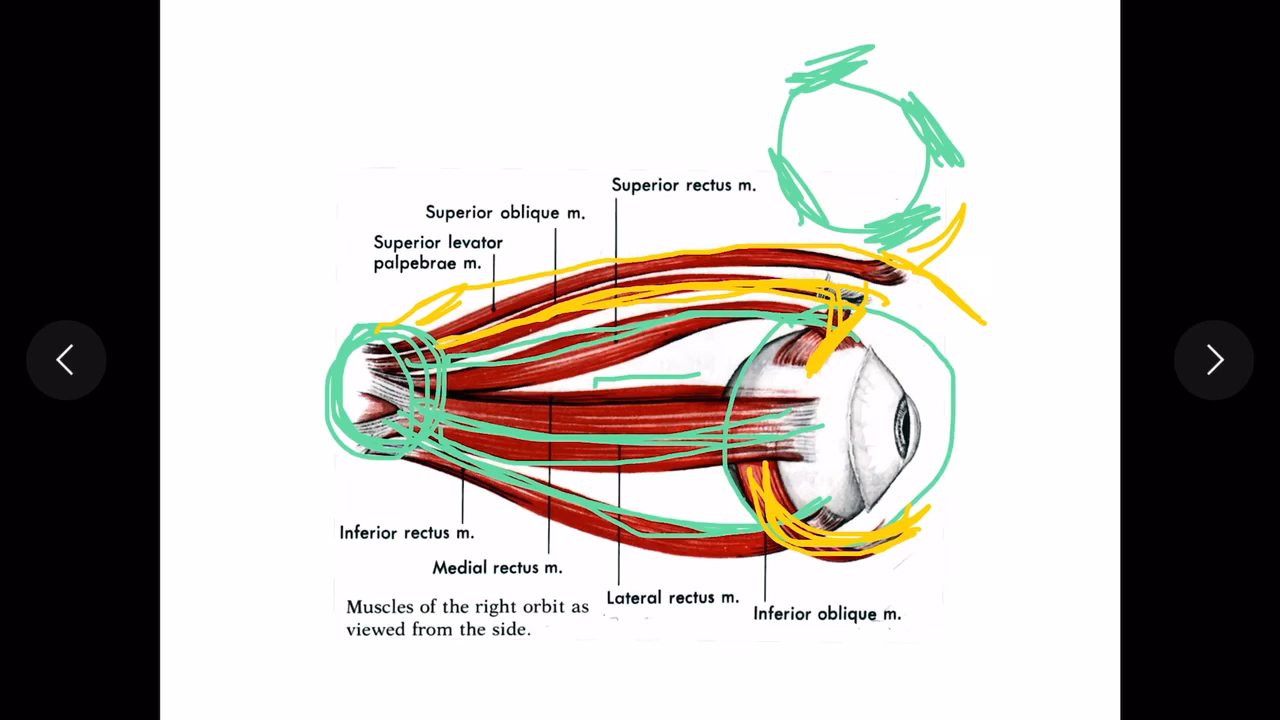 Superior rectus m.
Superior oblique m.
Superior levator
palpebrae m.
Inferior rectus m.
Medial rectus m.
Lateral rectus m.
Inferior oblique m.
Muscles of the right orbit as
viewed from the side.